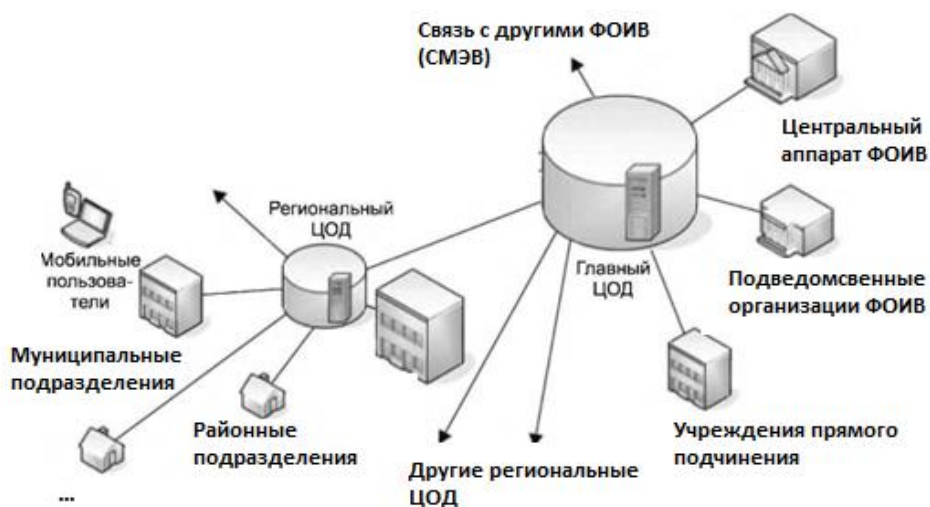 Связь с другими ФОИВ
(СМЭВ)
Центральный
аппарат ФОИВ
Региональный
ЦОД
Мобильные
пользова-
тели
Главный
ЦОД
Подведомсвенные
организации ФОИВ
Муниципальные
подразделения
Районные
подразделения
Учреждения прямого
подчинения
Другие региональные
ЦОД
...